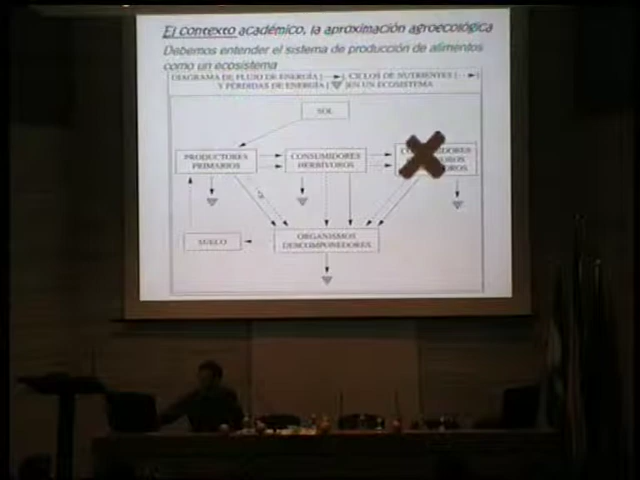 El contexto académico, la aproximación agroecológica
Debemos entender el sistema de producción de alimentos
como un ecosistema
DIAGRAMA DE FLUJO DE ENERGÍA [ ], CICLOS DE NUTRIENTES [ ]
Y PÉRDIDAS DE ENERGÍA [ ] EN UN ECOSISTEMA
SOL
PRODUCTORES
PRIMARIOS
CONSUMIDORES
HERBÍVOROS
SUELO
ORGANISMOS
DESCOMPONEDORES